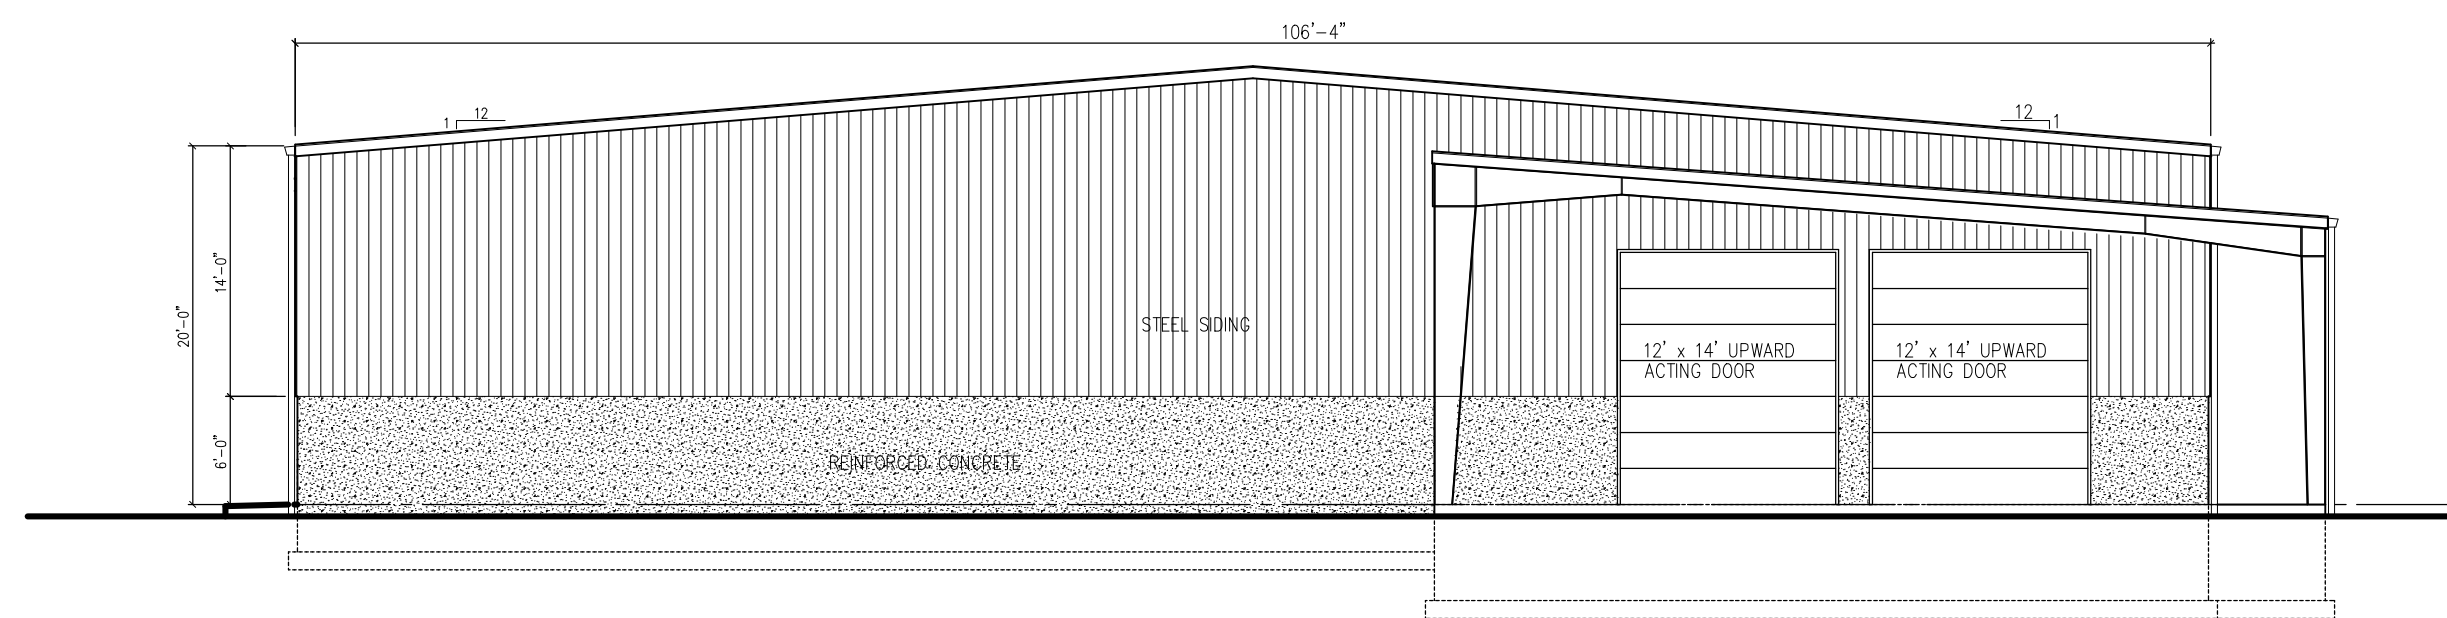 106'-4"
12
1
12
1
14'-0"
20'-0"
STEEL SIDING
12' x 14' UPWARD
ACTING DOOR
12' x 14' UPWARD
ACTING DOOR
6'-0"
REINFORCED CONCRETE